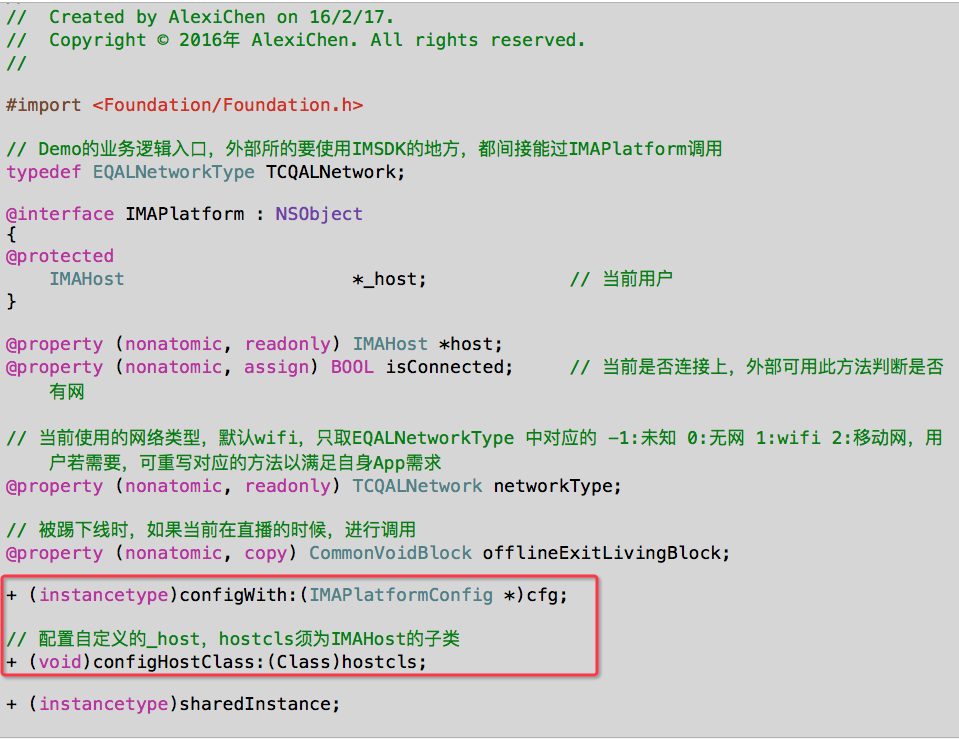 //  Created by AlexiChen on 16/2/17.
//  Copyright © 2016年 AlexiChen. All rights reserved.
//
#import <Foundation/Foundation.h>
// Demo的业务逻辑入口，外部所的要使用IMSDK的地方，都间接能过IMAPlatform调用
typedef EQALNetworkType TCQALNetwork;
@interface IMAPlatform : NSObject
{
@protected
    IMAHost                     *_host;             // 当前用户
}
@property (nonatomic, readonly) IMAHost *host;
@property (nonatomic, assign) BOOL isConnected;     // 当前是否连接上，外部可用此方法判断是否
有网
// 当前使用的网络类型，默认wifi，只取EQALNetworkType 中对应的 -1:未知 0:无网 1:wifi 2:移动网，用
户若需要，可重写对应的方法以满足自身App需求
@property (nonatomic, readonly) TCQALNetwork networkType;
// 被踢下线时，如果当前在直播的时候，进行调用
@property (nonatomic, copy) CommonVoidBlock offlineExitLivingBlock;
+ (instancetype)configWith:(IMAPlatformConfig *)cfg;
// 配置自定义的_host，hostcls须为IMAHost的子类
+ (void)configHostClass:(Class)hostcls;
+ (instancetype)sharedInstance;